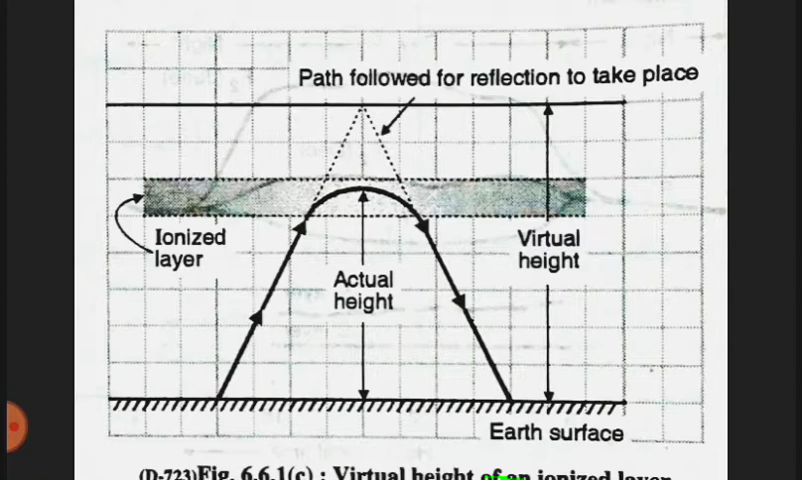 Path followed for reflection to take place
Ionized
layer
Actual
height
Virtual
height
Earth surface
(D-723)Fig. 6.6.1(c) : Virtual height of an ionized layer